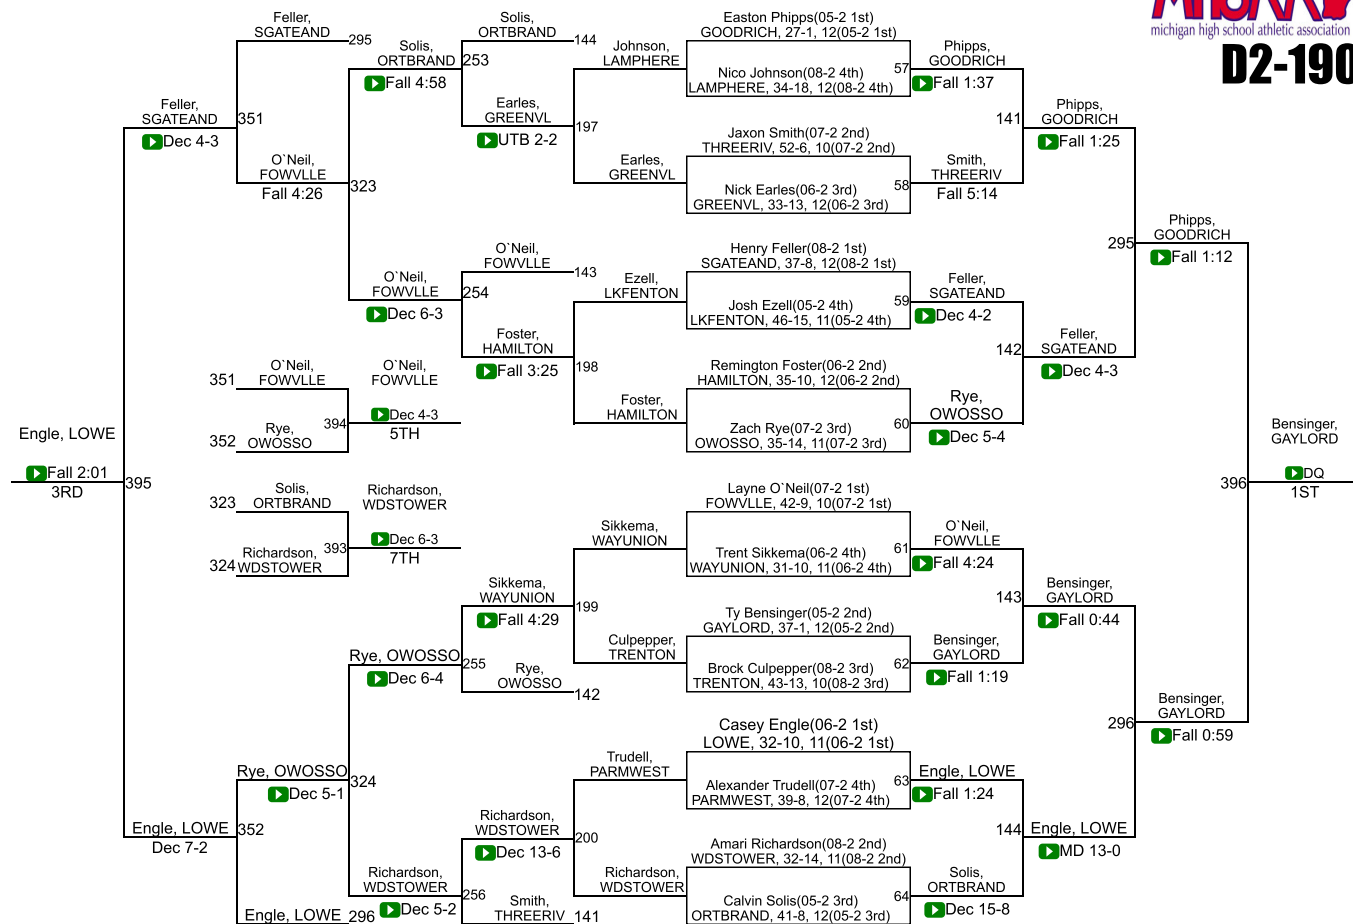 MHSAA
michigan high school athletic association
D2-190
Feller,
SGATEAND
295
Solis,
ORTBRAND
Fall 4:58
253
Solis,
ORTBRAND
144
Earles,
GREENVL
UTB 2-2
197
Johnson,
LAMPHERE
Earles,
GREENVL
Feller,
SGATEAND
Dec 4-3
351
O`Neil,
FOWVLLE
Fall 4:26
323
O`Neil,
FOWVLLE
Dec 6-3
254
O`Neil,
FOWVLLE
143
Foster,
HAMILTON
Fall 3:25
198
Ezell,
LKFENTON
Foster,
HAMILTON
Easton Phipps(05-2 1st)
GOODRICH, 27-1, 12(05-2 1st)
Nico Johnson(08-2 4th)
LAMPHERE, 34-18, 12(08-2 4th)
57
Jaxon Smith(07-2 2nd)
THREERIV, 52-6, 10(07-2 2nd)
Nick Earles(06-2 3rd)
GREENVL, 33-13, 12(06-2 3rd)
58
Henry Feller(08-2 1st)
SGATEAND, 37-8, 12(08-2 1st)
Josh Ezell(05-2 4th)
LKFENTON, 46-15, 11(05-2 4th)
59
Remington Foster(06-2 2nd)
HAMILTON, 35-10, 12(06-2 2nd)
Zach Rye(07-2 3rd)
OWOSSO, 35-14, 11(07-2 3rd)
60
Phipps,
GOODRICH
Fall 1:37
141
Smith,
THREERIV
Fall 5:14
Phipps,
GOODRICH
Fall 1:25
Feller,
SGATEAND
Dec 4-2
142
Rye,
OWOSSO
Dec 5-4
Feller,
SGATEAND
Dec 4-3
295
Phipps,
GOODRICH
Fall 1:12
351
O`Neil,
FOWVLLE
352
Rye,
OWOSSO
394
O`Neil,
FOWVLLE
Dec 4-3
5TH
Engle, LOWE
Fall 2:01
3RD
395
323
Solis,
ORTBRAND
324
Richardson,
WDSTOWER
393
Richardson,
WDSTOWER
Dec 6-3
7TH
396
Bensinger,
GAYLORD
DQ
1ST
Sikkema,
WAYUNION
Culpepper,
TRENTON
199
Sikkema,
WAYUNION
Fall 4:29
Rye,
OWOSSO
142
255
Rye, OWOSSO
Dec 6-4
Layne O`Neil(07-2 1st)
FOWVLLE, 42-9, 10(07-2 1st)
Trent Sikkema(06-2 4th)
WAYUNION, 31-10, 11(06-2 4th)
61
Ty Bensinger(05-2 2nd)
GAYLORD, 37-1, 12(05-2 2nd)
Brock Culpepper(08-2 3rd)
TRENTON, 43-13, 10(08-2 3rd)
62
O`Neil,
FOWVLLE
Fall 4:24
143
Bensinger,
GAYLORD
Fall 1:19
Bensinger,
GAYLORD
Fall 0:44
296
Bensinger,
GAYLORD
Fall 0:59
Rye, OWOSSO
Dec 5-1
324
Engle, LOWE
Dec 7-2
352
Engle, LOWE
296
Richardson,
WDSTOWER
Dec 5-2
256
Richardson,
WDSTOWER
Dec 13-6
200
Smith,
THREERIV
141
Trudell,
PARMWEST
Richardson,
WDSTOWER
Casey Engle(06-2 1st)
LOWE, 32-10, 11(06-2 1st)
Alexander Trudell(07-2 4th)
PARMWEST, 39-8, 12(07-2 4th)
63
Amari Richardson(08-2 2nd)
WDSTOWER, 32-14, 11(08-2 2nd)
Calvin Solis(05-2 3rd)
ORTBRAND, 41-8, 12(05-2 3rd)
64
Engle, LOWE
Fall 1:24
144
Solis,
ORTBRAND
Dec 15-8
Engle, LOWE
MD 13-0